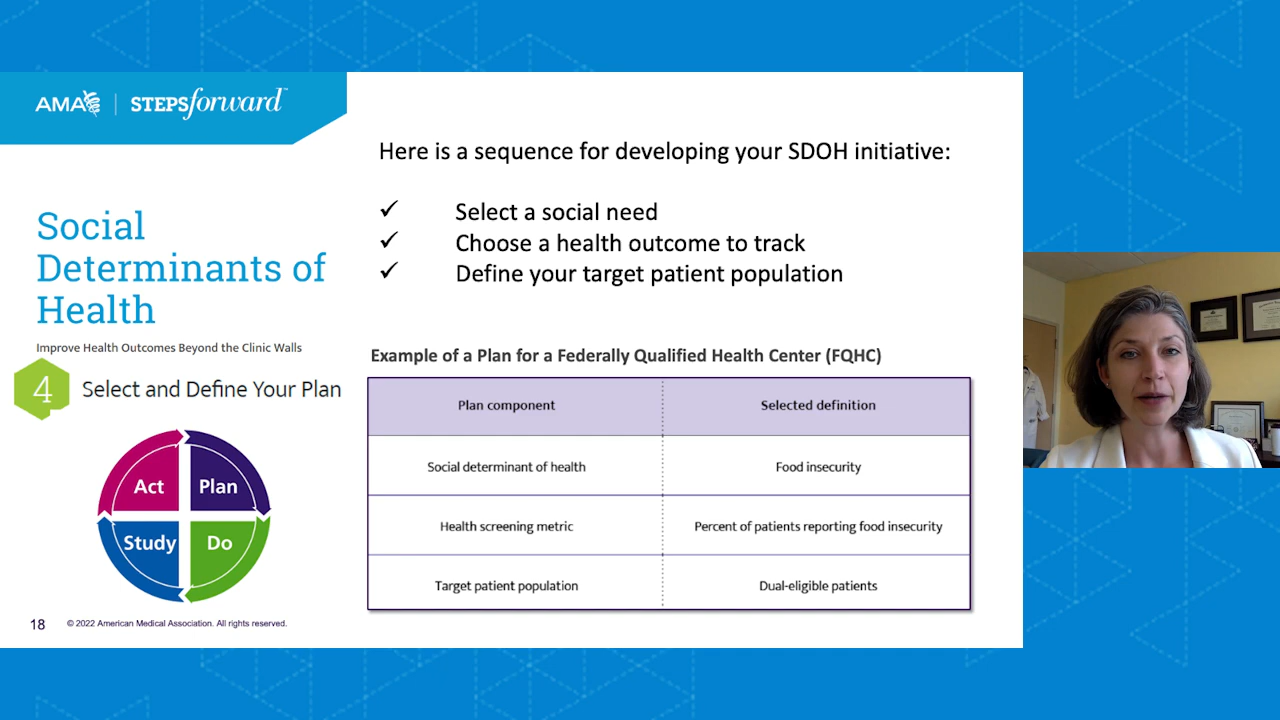 AMA | STEPSforward™
Social
Determinants of
Health
Improve Health Outcomes Beyond the Clinic Walls
4 Select and Define Your Plan
Act Plan
Study Do
18 © 2022 American Medical Association. All rights reserved.
Here is a sequence for developing your SDOH initiative:
✓ Select a social need
✓ Choose a health outcome to track
✓ Define your target patient population
Example of a Plan for a Federally Qualified Health Center (FQHC)
Plan component Selected definition
Social determinant of health Food insecurity
Health screening metric Percent of patients reporting food insecurity
Target patient population Dual-eligible patients